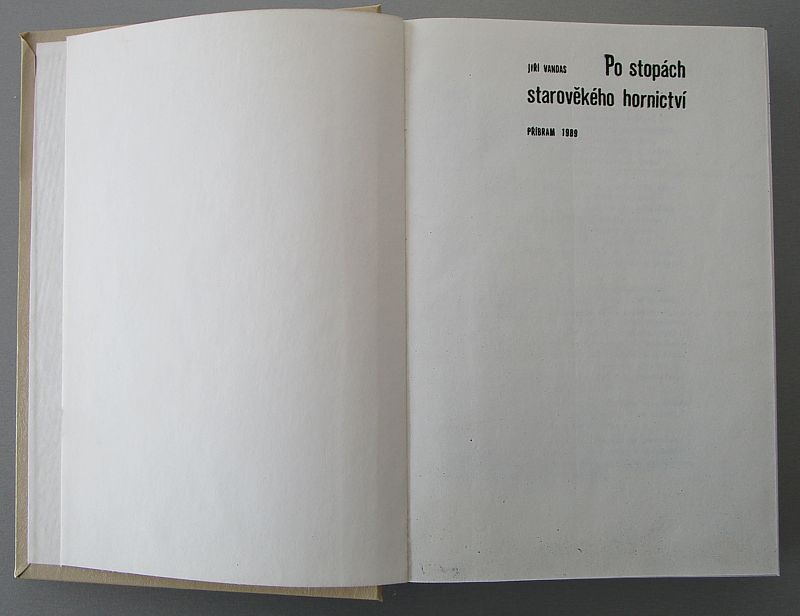 JIŘÍ VANDAS Po stopách
starověkého hornictví
PŘÍBRAM 1989